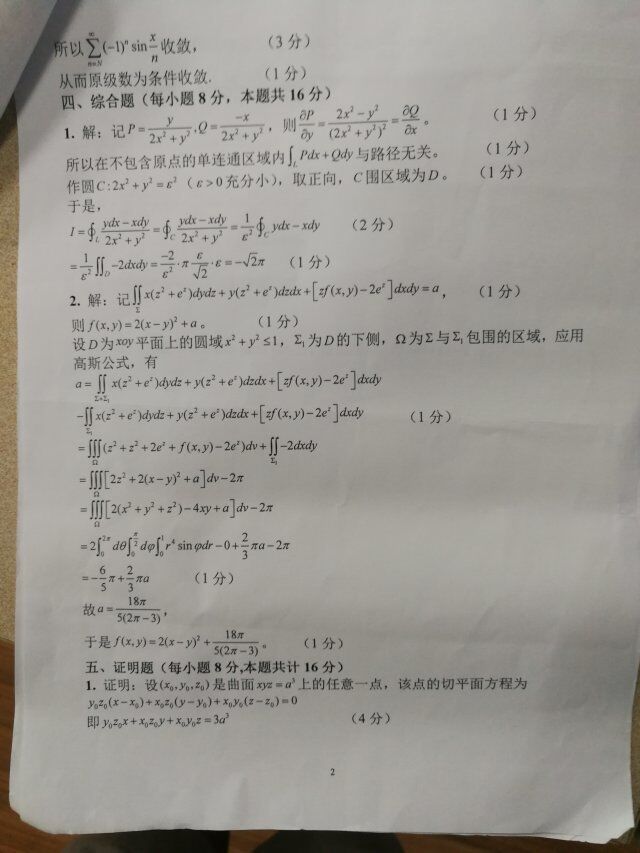 所以 $\sum_{n=N}^{\infty}(-1)^n \sin\frac{x}{n}$ 收敛， （3 分）
从而原级数为条件收敛. （1 分）
四、综合题（每小题 8 分，本题共 16 分）
1. 解：记 $P=\frac{y}{2x^2+y^2}, Q=\frac{-x}{2x^2+y^2}$，则 $\frac{\partial P}{\partial y}=\frac{2x^2-y^2}{(2x^2+y^2)^2}=\frac{\partial Q}{\partial x}$。 （1 分）
所以在不包含原点的单连通区域内 $\int_L Pdx+Qdy$ 与路径无关。 （1 分）
作圆 $C:2x^2+y^2=\varepsilon^2$（$\varepsilon>0$ 充分小），取正向，C 围区域为 D。 （1 分）
于是，
$I=\oint_L \frac{ydx-xdy}{2x^2+y^2}=\oint_C \frac{ydx-xdy}{2x^2+y^2}=\frac{1}{\varepsilon^2}\oint_C ydx-xdy$ （2 分）
$=\frac{1}{\varepsilon^2}\iint_D -2dxdy=\frac{-2}{\varepsilon^2}\cdot\pi\frac{\varepsilon}{\sqrt{2}}\cdot\varepsilon=-\sqrt{2}\pi$ （1 分）
2. 解：记 $\iint_\Sigma x(z^2+e^z)dydz+y(z^2+e^z)dzdx+[zf(x,y)-2e^z]dxdy=a$， （1 分）
则 $f(x,y)=2(x-y)^2+a$。 （1 分）
设 D 为 xoy 平面上的圆域 $x^2+y^2\leq 1$，$\Sigma_1$ 为 D 的下侧，Ω 为 Σ 与 $\Sigma_1$ 包围的区域，应用
高斯公式，有
$a=\iint_{\Sigma+\Sigma_1} x(z^2+e^z)dydz+y(z^2+e^z)dzdx+[zf(x,y)-2e^z]dxdy$
$-\iint_{\Sigma_1} x(z^2+e^z)dydz+y(z^2+e^z)dzdx+[zf(x,y)-2e^z]dxdy$ （1 分）
$=\iiint_\Omega (z^2+z^2+2e^z+f(x,y)-2e^z)dv+\iint_{\Sigma_1}-2dxdy$
$=\iiint_\Omega [2z^2+2(x-y)^2+a]dv-2\pi$
$=\iiint_\Omega [2(x^2+y^2+z^2)-4xy+a]dv-2\pi$
$=2\int_0^{2\pi}d\theta\int_0^{\frac{\pi}{2}}d\varphi\int_0^1 r^4\sin\varphi dr-0+\frac{2}{3}\pi a-2\pi$
$=-\frac{6}{5}\pi+\frac{2}{3}\pi a$ （1 分）
故 $a=\frac{18\pi}{5(2\pi-3)}$，
于是 $f(x,y)=2(x-y)^2+\frac{18\pi}{5(2\pi-3)}$。 （1 分）
五、证明题（每小题 8 分,本题共计 16 分）
1. 证明：设 $(x_0,y_0,z_0)$ 是曲面 $xyz=a^3$ 上的任意一点，该点的切平面方程为
$y_0z_0(x-x_0)+x_0z_0(y-y_0)+x_0y_0(z-z_0)=0$
即 $y_0z_0x+x_0z_0y+x_0y_0z=3a^3$ （4 分）
2